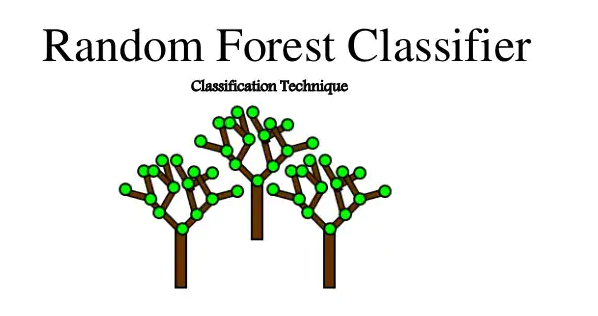 Random Forest Classifier
Classification Technique